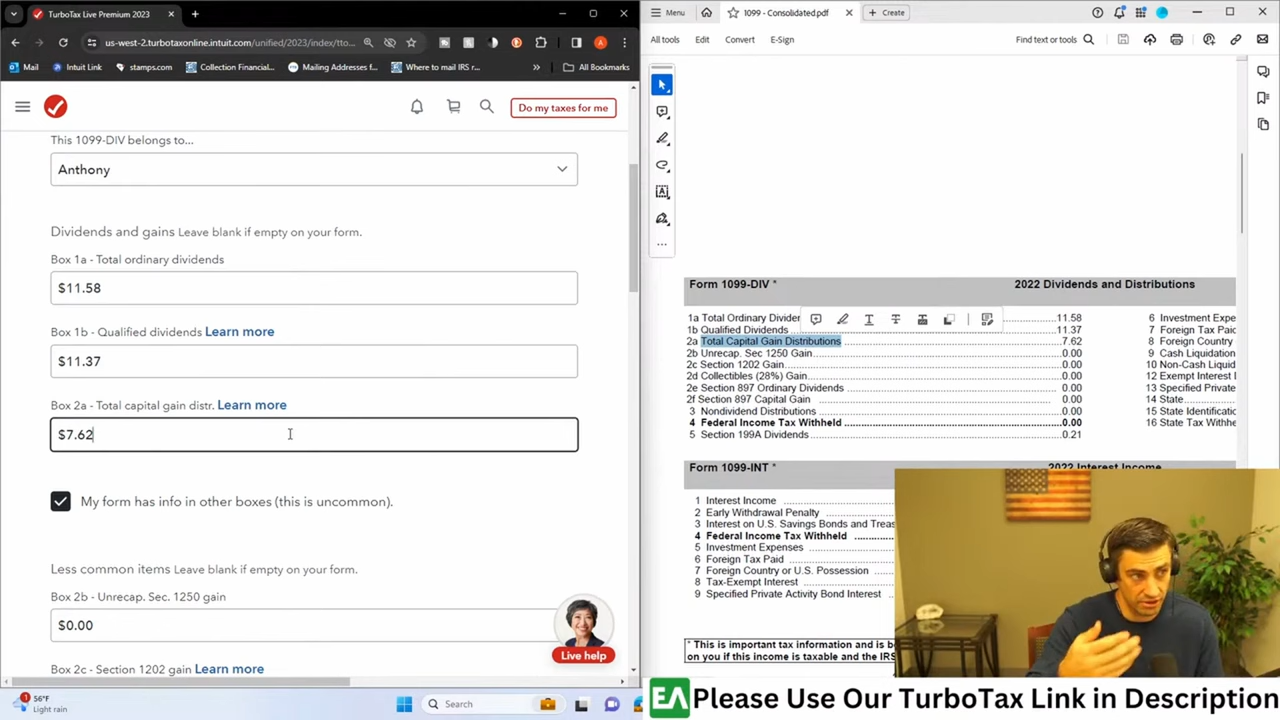 TurboTax Live Premium 2023
us-west-2.turbotaxonline.intuit.com/unified/2023/index/tto...
Mail
Intuit Link
stamps.com
Collection Financial...
Mailing Addresses f...
Where to mail IRS r...
All Bookmarks
Do my taxes for me
This 1099-DIV belongs to...
Anthony
Dividends and gains Leave blank if empty on your form.
Box 1a - Total ordinary dividends
$11.58
Box 1b - Qualified dividends Learn more
$11.37
Box 2a - Total capital gain distr. Learn more
$7.62
My form has info in other boxes (this is uncommon).
Less common items Leave blank if empty on your form.
Box 2b - Unrecap. Sec. 1250 gain
$0.00
Box 2c - Section 1202 gain Learn more
Live help
1
56°F
Light rain
Search
Menu
1099 - Consolidated.pdf
Create
All tools
Edit
Convert
E-Sign
Find text or tools
Form 1099-DIV * 2022 Dividends and Distributions
1a Total Ordinary Divider 11.58
1b Qualified Dividends 11.37
2a Total Capital Gain Distributions 7.62
2b Unrecap. Sec 1250 Gain 0.00
2c Section 1202 Gain 0.00
2d Collectibles (28%) Gain 0.00
2e Section 897 Ordinary Dividends 0.00
2f Section 897 Capital Gain 0.00
3 Nondividend Distributions 0.00
4 Federal Income Tax Withheld 0.00
5 Section 199A Dividends 0.21
6 Investment Expe
7 Foreign Tax Paic
8 Foreign Country
9 Cash Liquidation
10 Non-Cash Liquid
12 Exempt Interest I
13 Specified Private
14 State
15 State Identificatic
16 State Tax Withhe
Form 1099-INT * 2022 Interest Income
1 Interest Income
2 Early Withdrawal Penalty
3 Interest on U.S. Savings Bonds and Treas
4 Federal Income Tax Withheld
5 Investment Expenses
6 Foreign Tax Paid
7 Foreign Country or U.S. Possession
8 Tax-Exempt Interest
9 Specified Private Activity Bond Interest
* This is important tax information and is be
on you if this income is taxable and the IRS
EA Please Use Our TurboTax Link in Description